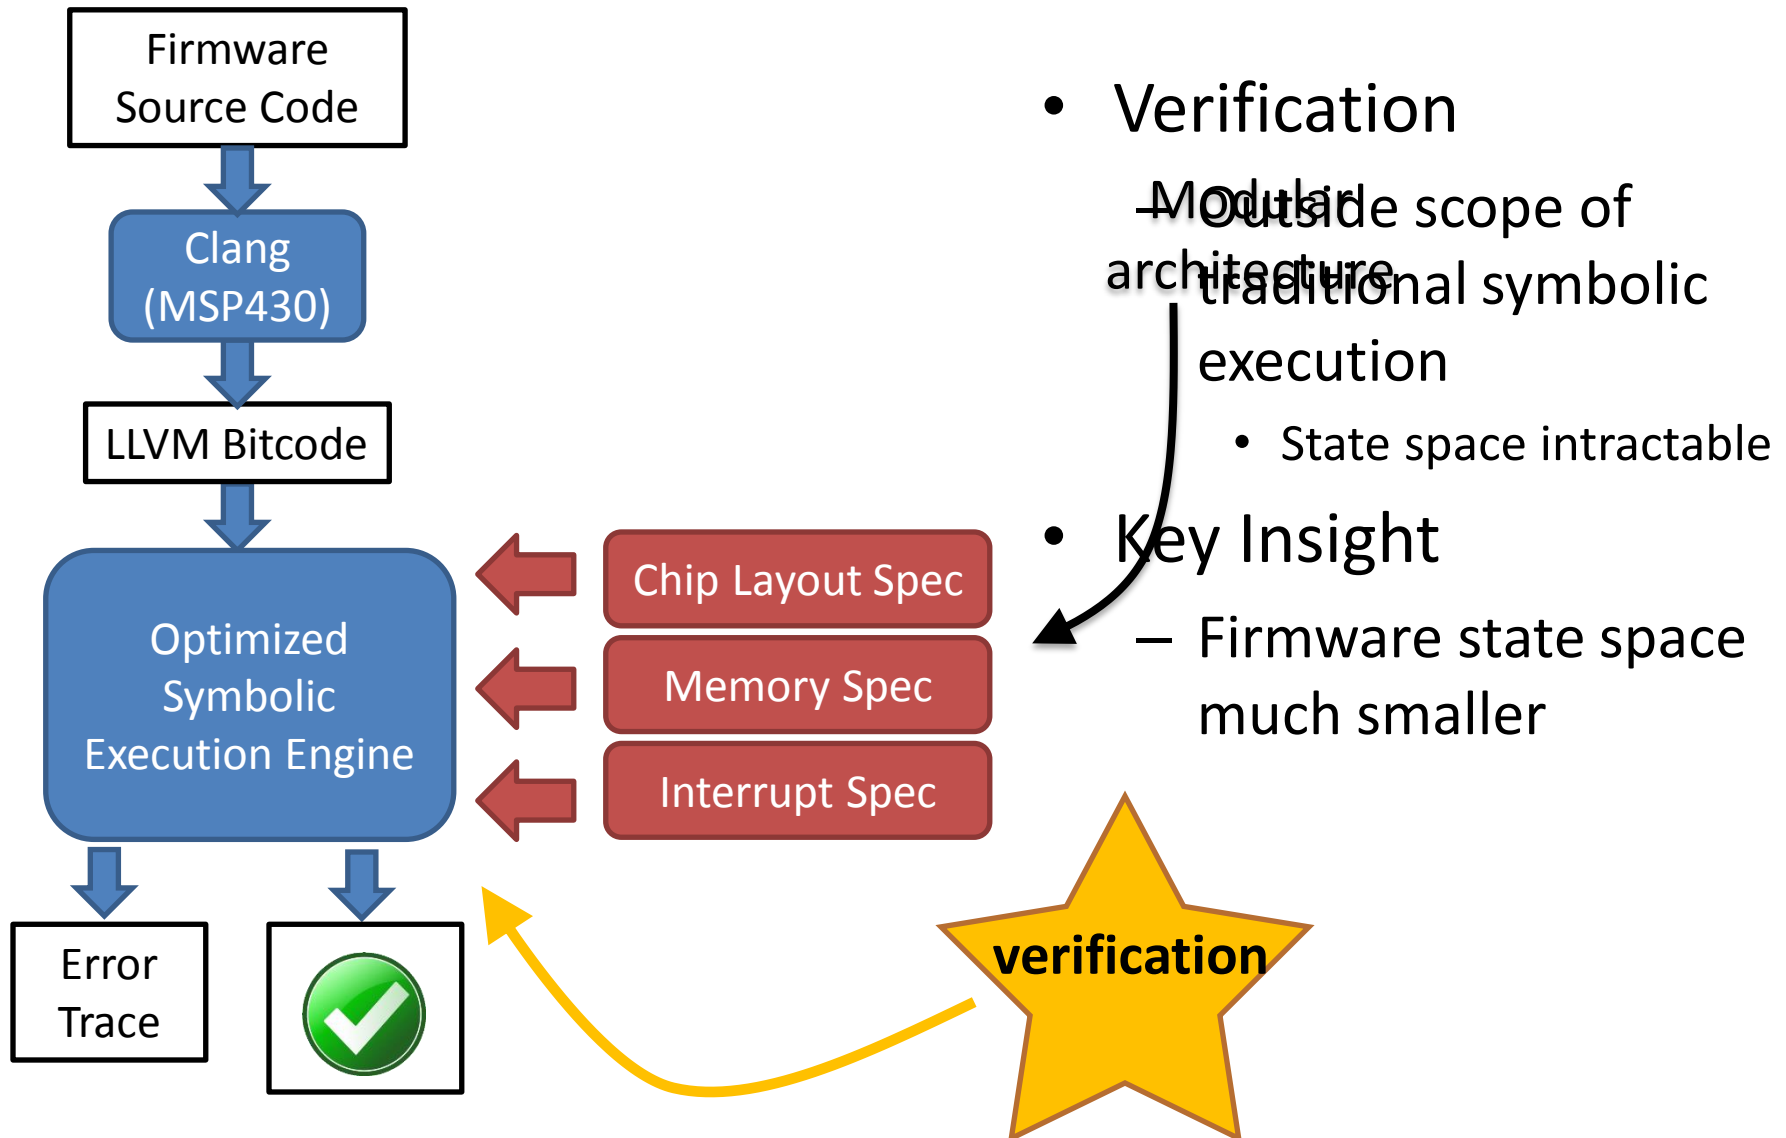 Firmware
Source Code
Clang
(MSP430)
LLVM Bitcode
Optimized
Symbolic
Execution Engine
Error
Trace
Chip Layout Spec
Memory Spec
Interrupt Spec
Modular
architecture
• Verification
– Outside scope of
traditional symbolic
execution
• State space intractable
• Key Insight
– Firmware state space
much smaller
verification